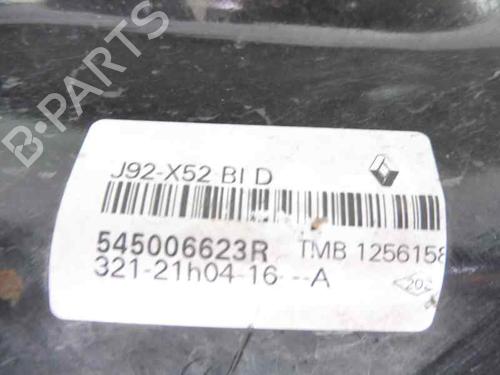 B-PARTS
J92-X52 BI D
545006623R TMB 1256158
321-21h04-16---A